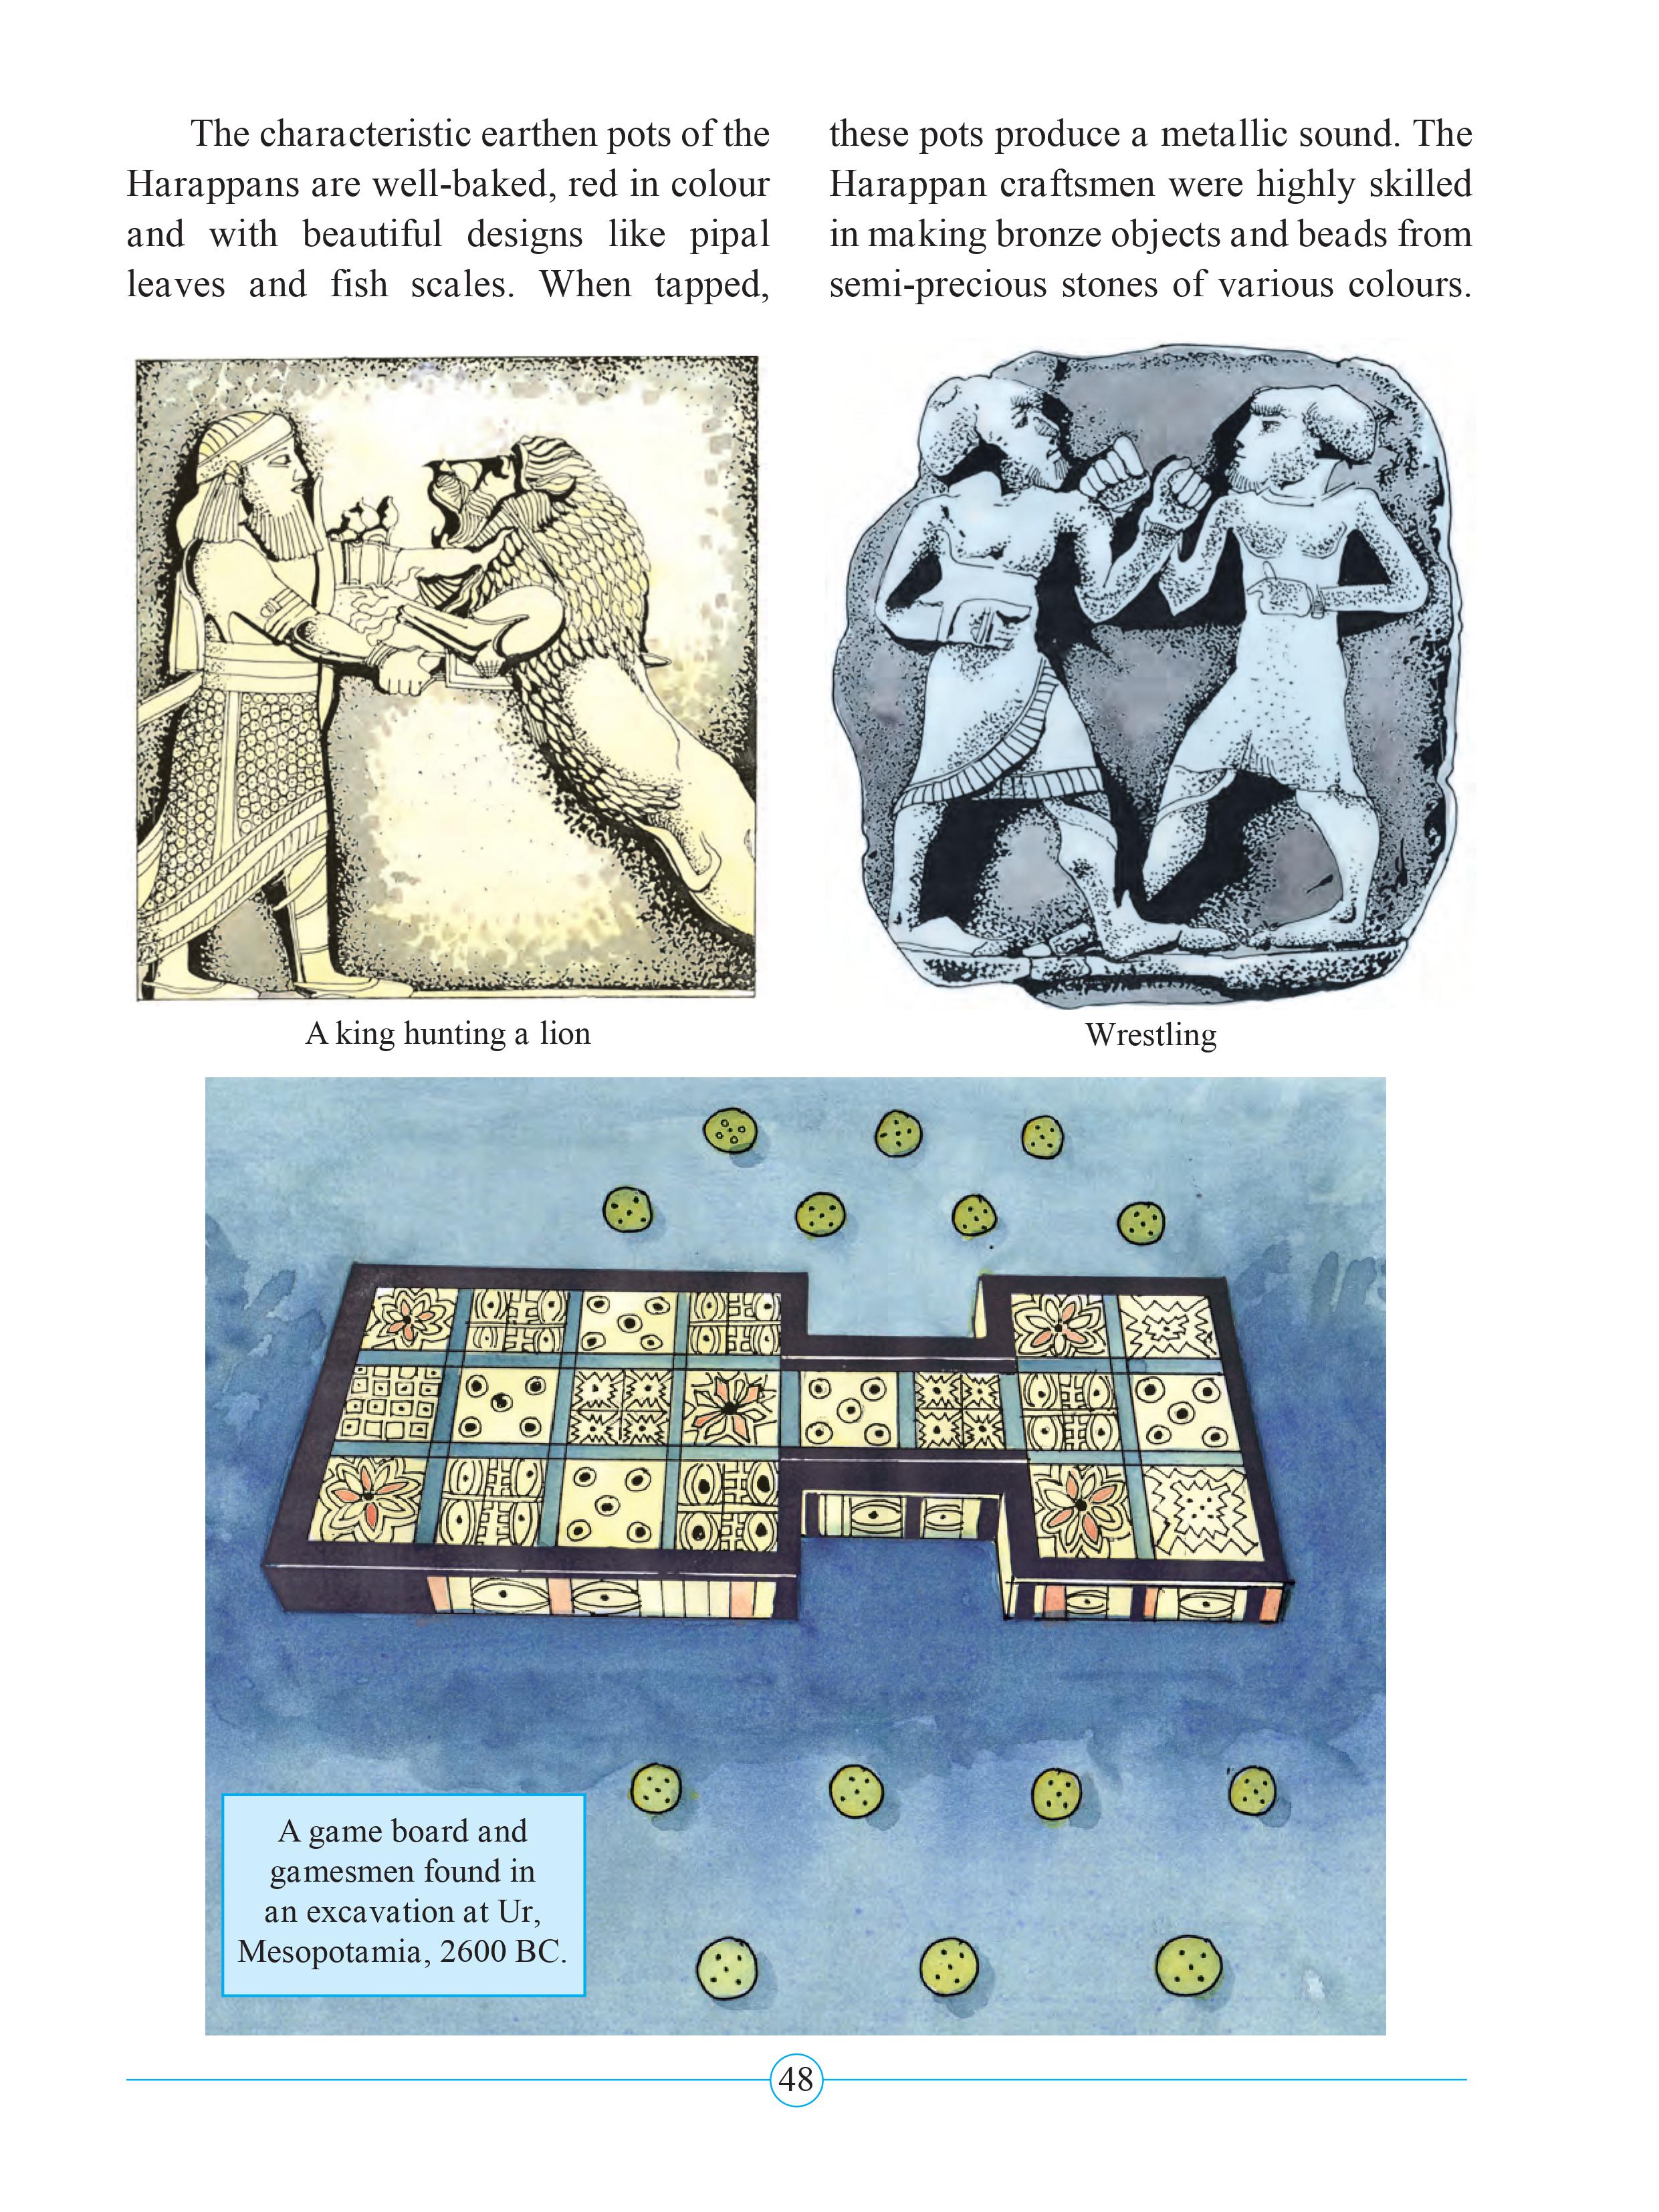 The characteristic earthen pots of the
Harappans are well-baked, red in colour
and with beautiful designs like pipal
leaves and fish scales. When tapped,
these pots produce a metallic sound. The
Harappan craftsmen were highly skilled
in making bronze objects and beads from
semi-precious stones of various colours.
A king hunting a lion
Wrestling
A game board and
gamesmen found in
an excavation at Ur,
Mesopotamia, 2600 BC.
48